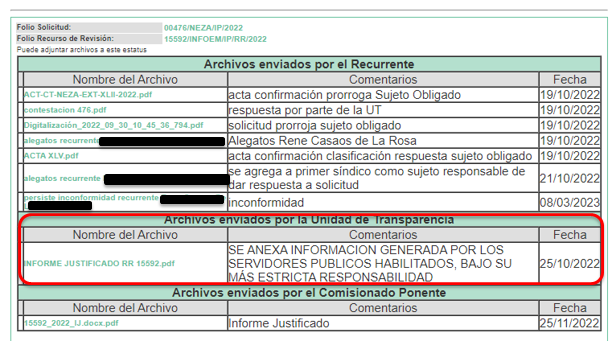 Folio Solicitud: 00476/NEZA/IP/2022
Folio Recurso de Revisión: 15592/INFOEM/IP/RR/2022
Puede adjuntar archivos a este estatus
Archivos enviados por el Recurrente
Nombre del Archivo Comentarios Fecha
ACT-CT-NEZA-EXT-XLII-2022.pdf acta confirmación prorroga Sujeto Obligado 19/10/2022
contestacion 476.pdf respuesta por parte de la UT 19/10/2022
Digitalización_2022_09_30_10_45_36_794.pdf solicitud prorroja sujeto obligado 19/10/2022
alegatos recurrente Alegatos Rene Casaos de La Rosa 19/10/2022
ACTA XLV.pdf acta confirmación clasificación respuesta sujeto obligado 19/10/2022
alegatos recurrente se agrega a primer síndico como sujeto responsable de dar respuesta a solicitud 21/10/2022
persiste inconformidad recurrente inconformidad 08/03/2023
Archivos enviados por la Unidad de Transparencia
Nombre del Archivo Comentarios Fecha
INFORME JUSTIFICADO RR 15592.pdf SE ANEXA INFORMACION GENERADA POR LOS
SERVIDORES PUBLICOS HABILITADOS, BAJO SU
MÁS ESTRICTA RESPONSABILIDAD 25/10/2022
Archivos enviados por el Comisionado Ponente
Nombre del Archivo Comentarios Fecha
15592_2022_IJ.docx.pdf Informe Justificado 25/11/2022